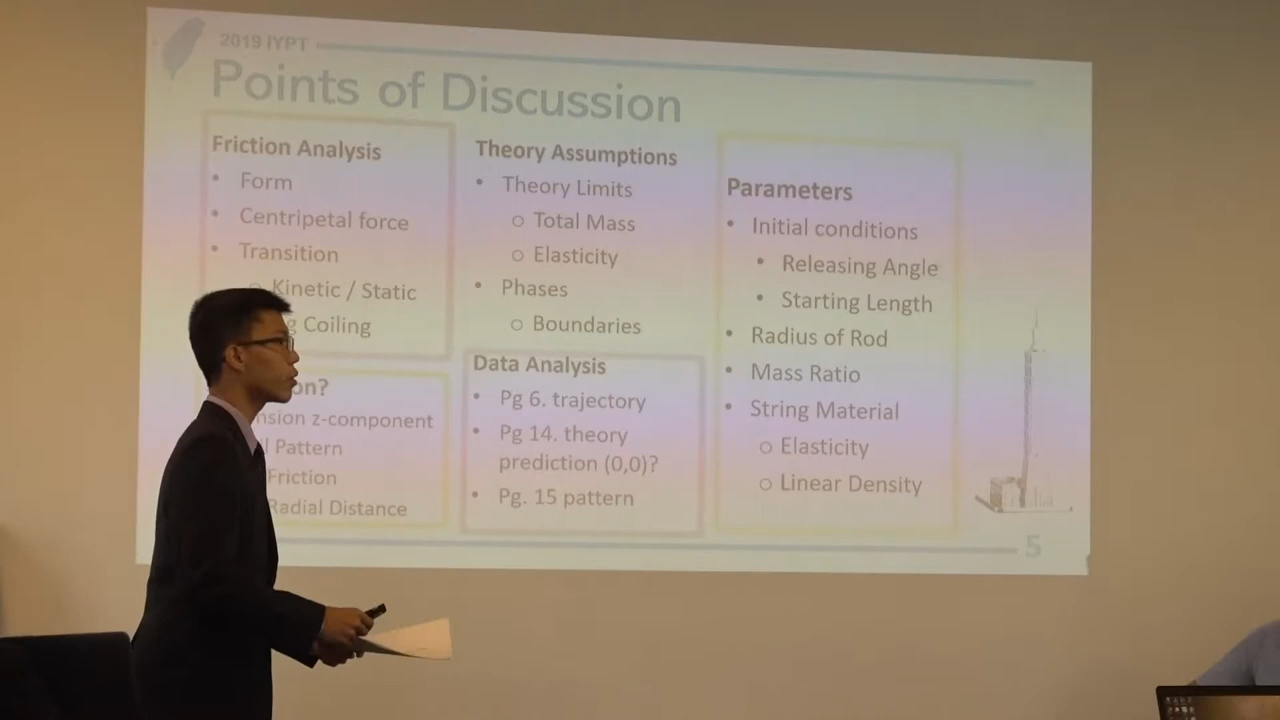 2019 IYPT
Points of Discussion
Friction Analysis
• Form
• Centripetal force
• Transition
○ Kinetic / Static
Coiling
z-component
Pattern
Friction
Radial Distance
Theory Assumptions
• Theory Limits
○ Total Mass
○ Elasticity
• Phases
○ Boundaries
Data Analysis
• Pg 6. trajectory
• Pg 14. theory
prediction (0,0)?
• Pg. 15 pattern
Parameters
• Initial conditions
• Releasing Angle
• Starting Length
• Radius of Rod
• Mass Ratio
• String Material
○ Elasticity
○ Linear Density
5